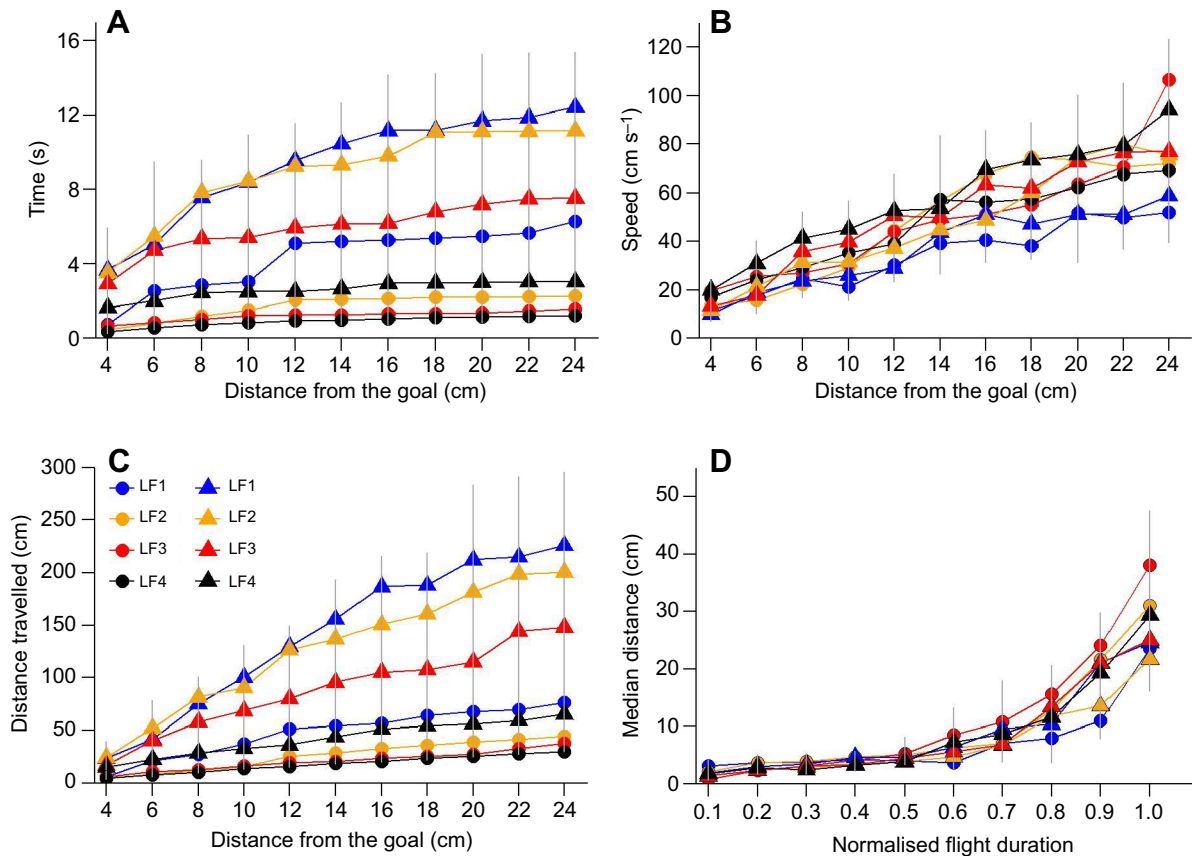 A
16
12
8
4
0
Time (s)
4 6 8 10 12 14 16 18 20 22 24
Distance from the goal (cm)
B
120
100
80
60
40
20
0
Speed (cm s–1)
4 6 8 10 12 14 16 18 20 22 24
Distance from the goal (cm)
C
300
250
200
150
100
50
0
Distance travelled (cm)
LF1 LF1
LF2 LF2
LF3 LF3
LF4 LF4
4 6 8 10 12 14 16 18 20 22 24
Distance from the goal (cm)
D
50
40
30
20
10
0
Median distance (cm)
0.1 0.2 0.3 0.4 0.5 0.6 0.7 0.8 0.9 1.0
Normalised flight duration